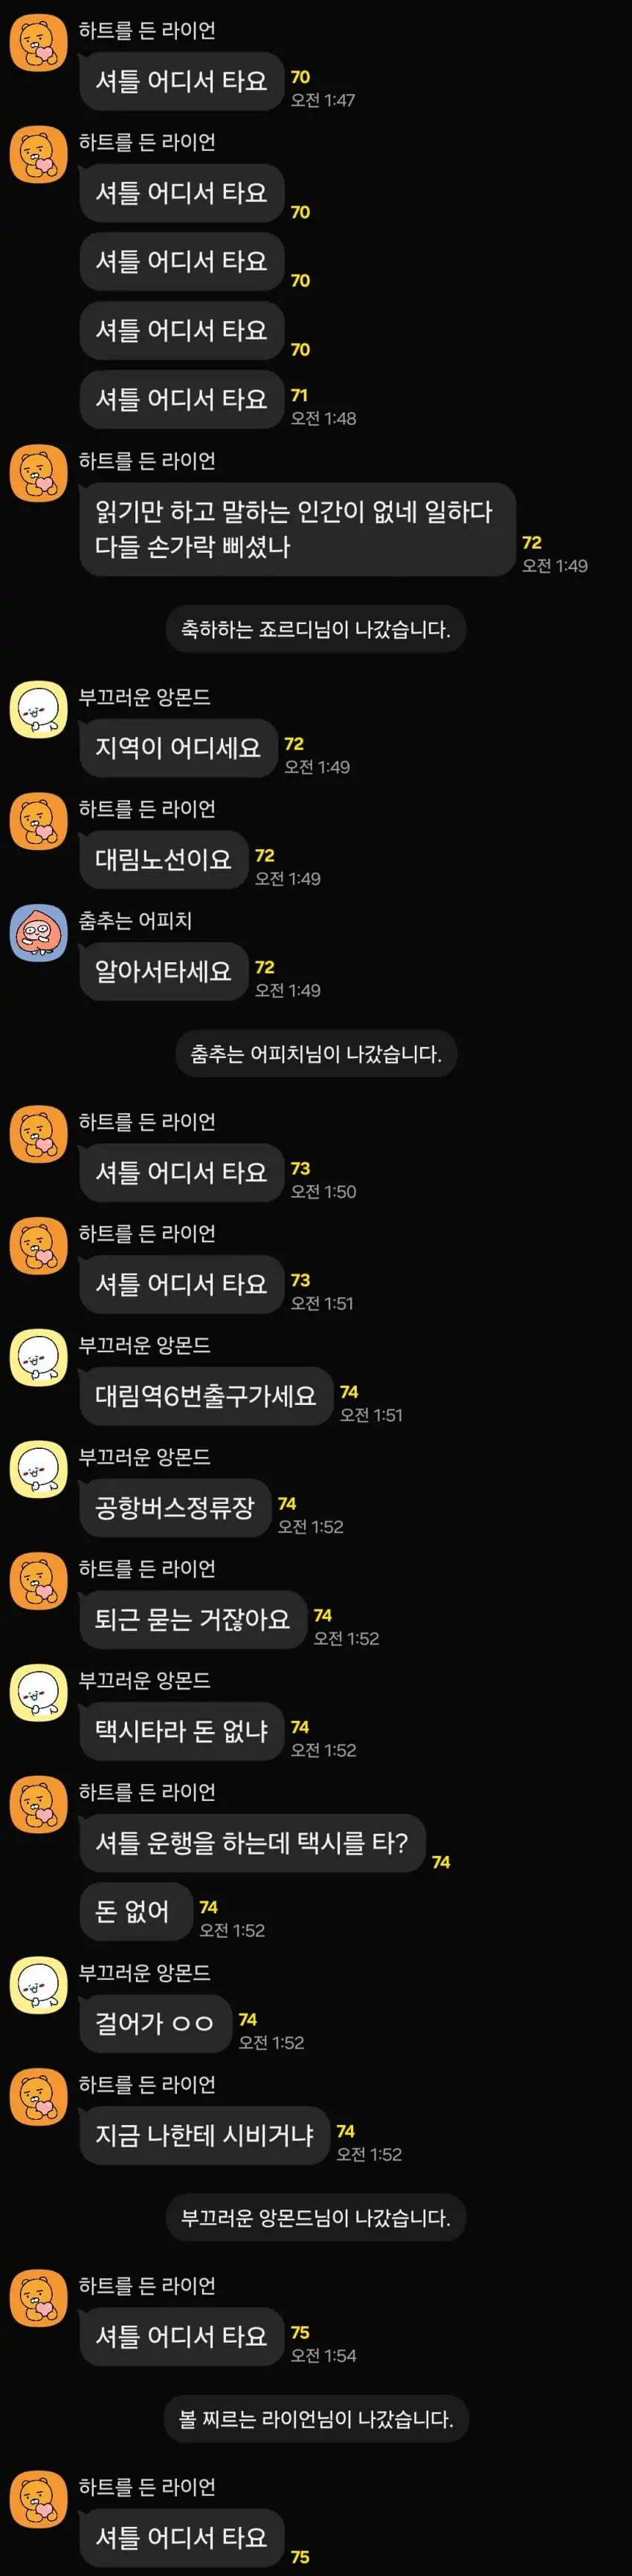 하트를 든 라이언
셔틀 어디서 타요
70
오전 1:47
하트를 든 라이언
셔틀 어디서 타요
70
셔틀 어디서 타요
70
셔틀 어디서 타요
70
셔틀 어디서 타요
71
오전 1:48
하트를 든 라이언
읽기만 하고 말하는 인간이 없네 일하다
다들 손가락 삐셨나
72
오전 1:49
축하하는 죠르디님이 나갔습니다.
부끄러운 앙몬드
지역이 어디세요
72
오전 1:49
하트를 든 라이언
대림노선이요
72
오전 1:49
춤추는 어피치
알아서타세요
72
오전 1:49
춤추는 어피치님이 나갔습니다.
하트를 든 라이언
셔틀 어디서 타요
73
오전 1:50
하트를 든 라이언
셔틀 어디서 타요
73
오전 1:51
부끄러운 앙몬드
대림역6번출구가세요
74
오전 1:51
부끄러운 앙몬드
공항버스정류장
74
오전 1:52
하트를 든 라이언
퇴근 묻는 거잖아요
74
오전 1:52
부끄러운 앙몬드
택시타라 돈 없냐
74
오전 1:52
하트를 든 라이언
셔틀 운행을 하는데 택시를 타?
74
돈 없어
74
오전 1:52
부끄러운 앙몬드
걸어가 ㅇㅇ
74
오전 1:52
하트를 든 라이언
지금 나한테 시비거냐
74
오전 1:52
부끄러운 앙몬드님이 나갔습니다.
하트를 든 라이언
셔틀 어디서 타요
75
오전 1:54
볼 찌르는 라이언님이 나갔습니다.
하트를 든 라이언
셔틀 어디서 타요
75